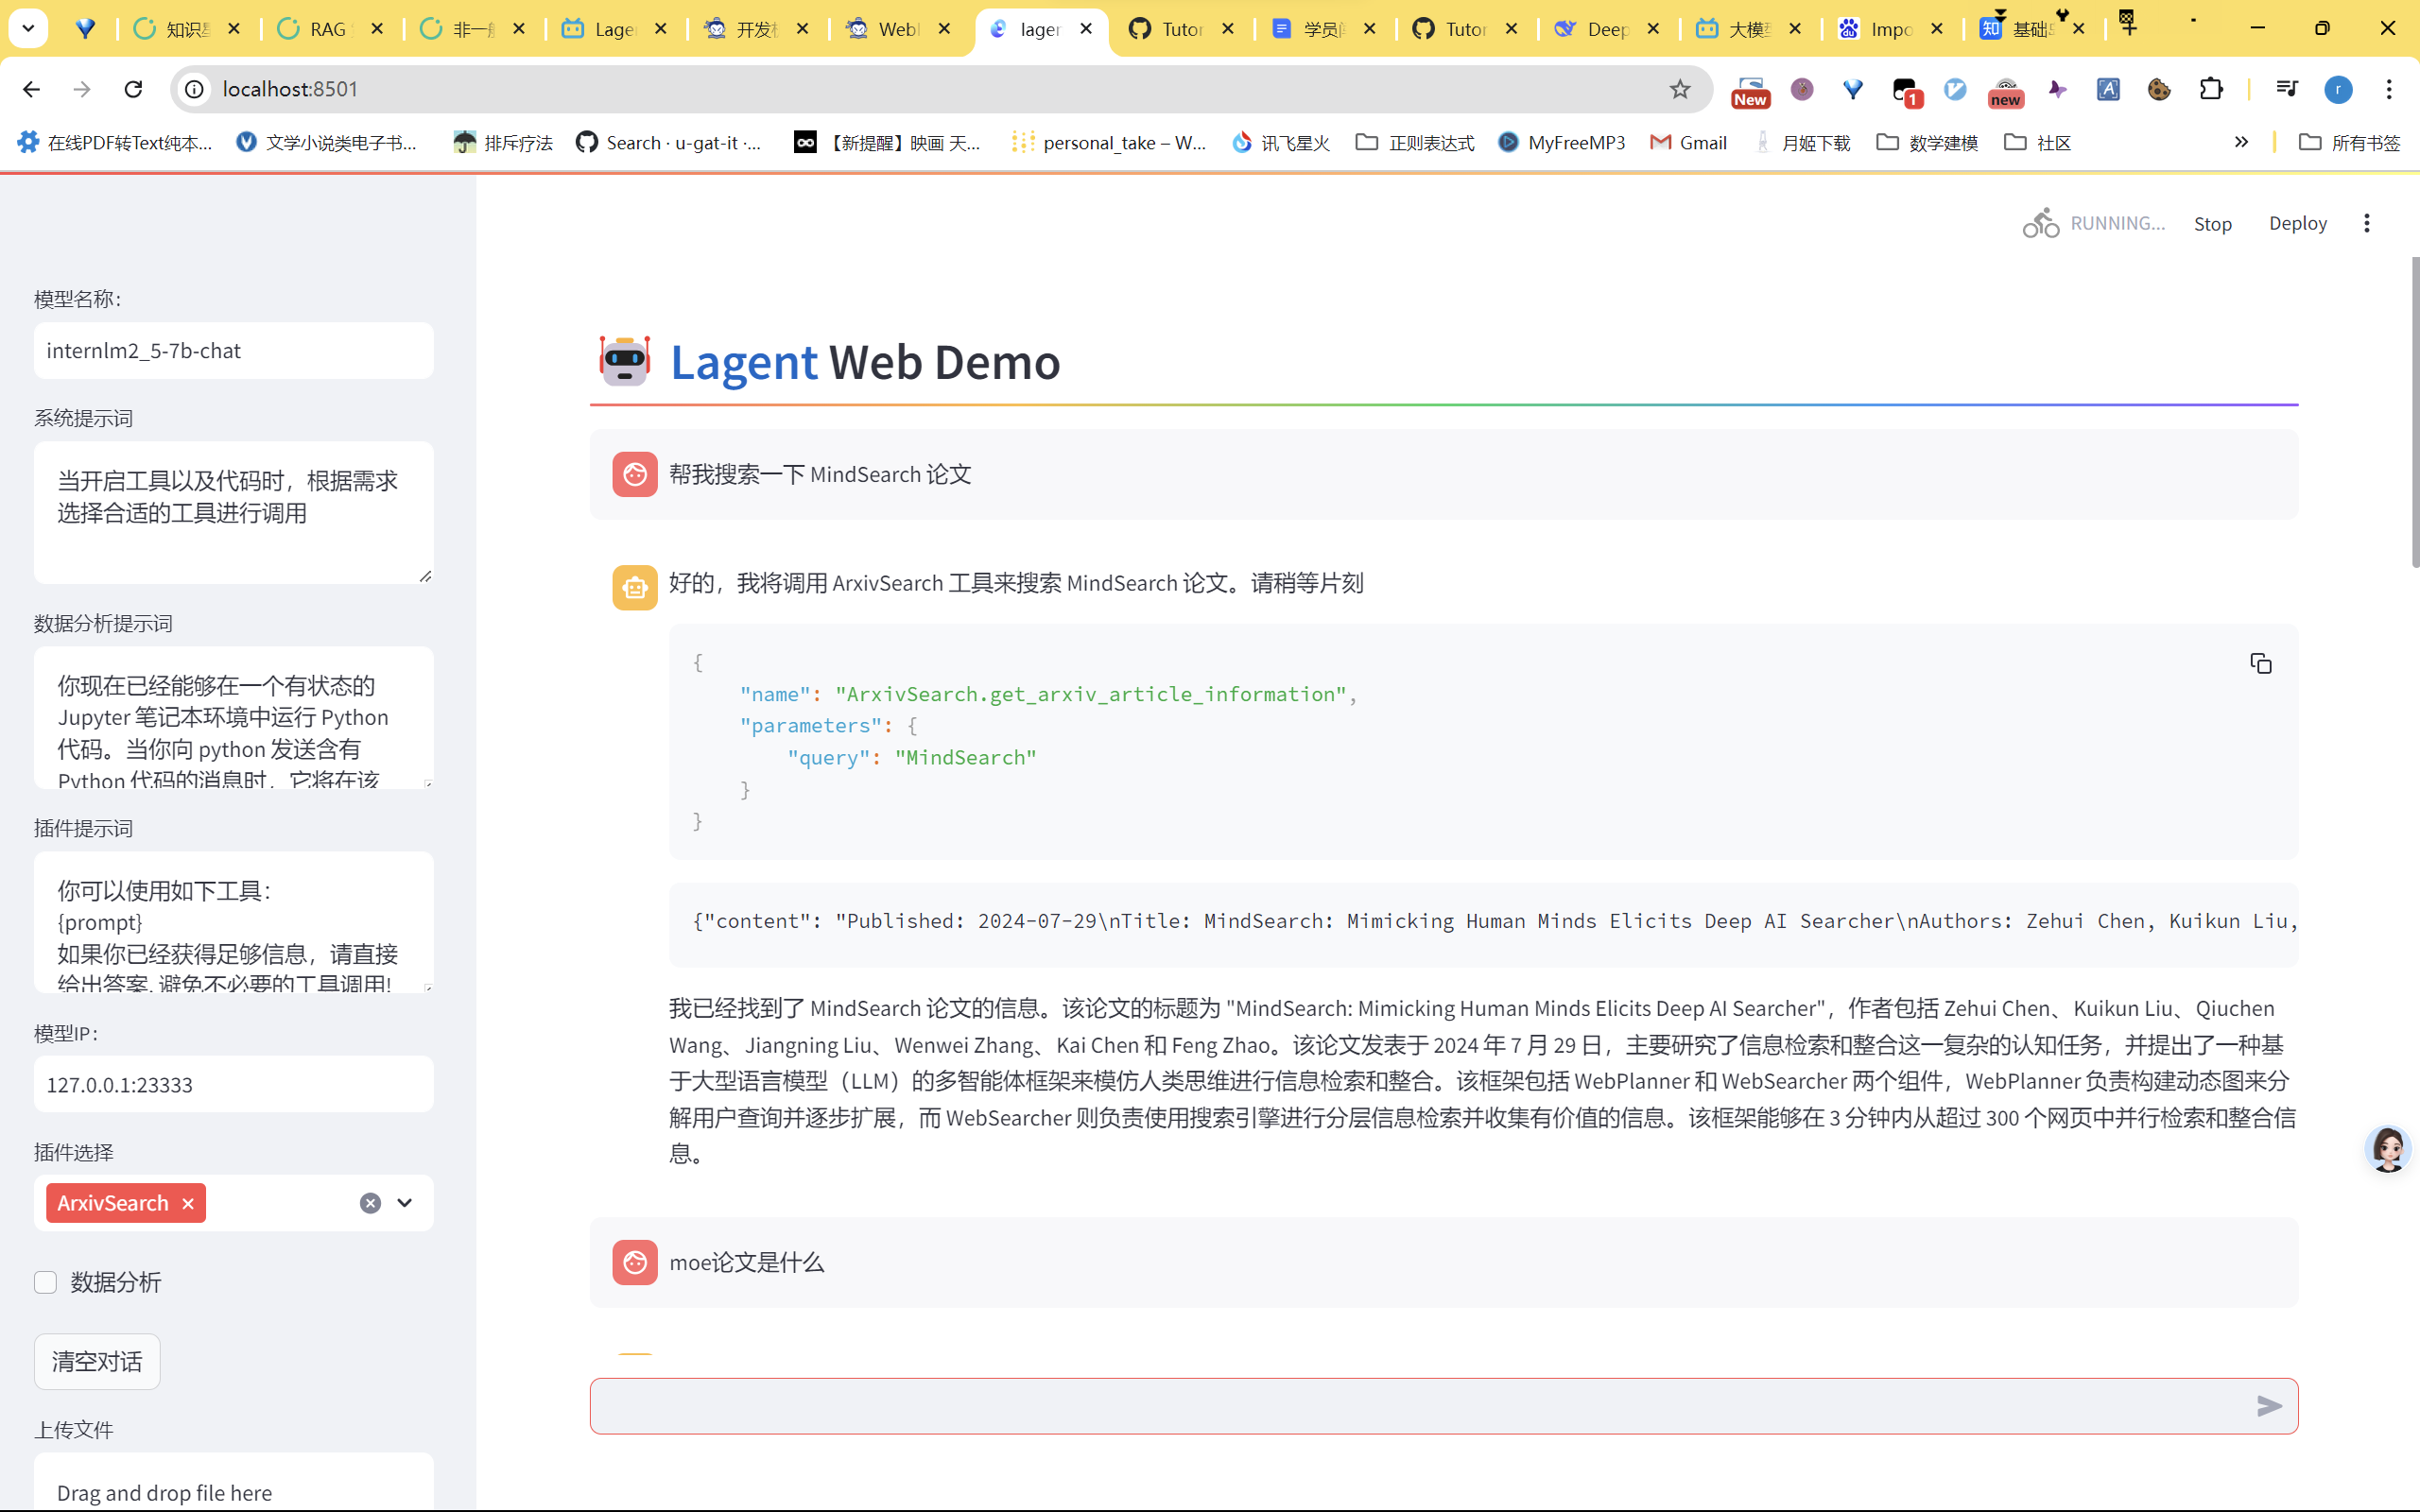 知识星
RAG
非一般
Lager
开发机
Webl
lager
Tutor
学员
Tutor
Deep
大模型
Impo
基础
localhost:8501
New
1
new
r
在线PDF转Text纯本...
文学小说类电子书...
排斥疗法
Search · u-gat-it ·...
【新提醒】映画 天...
personal_take – W...
讯飞星火
正则表达式
MyFreeMP3
Gmail
月姬下载
数学建模
社区
所有书签
RUNNING...
Stop
Deploy
模型名称：
internlm2_5-7b-chat
系统提示词
当开启工具以及代码时，根据需求
选择合适的工具进行调用
数据分析提示词
你现在已经能够在一个有状态的
Jupyter 笔记本环境中运行 Python
代码。当你向 python 发送含有
Python 代码的消息时，它将在该
插件提示词
你可以使用如下工具：
{prompt}
如果你已经获得足够信息，请直接
给出答案. 避免不必要的工具调用!
模型IP：
127.0.0.1:23333
插件选择
ArxivSearch
数据分析
清空对话
上传文件
Drag and drop file here
Lagent Web Demo
帮我搜索一下 MindSearch 论文
好的，我将调用 ArxivSearch 工具来搜索 MindSearch 论文。请稍等片刻
{
"name": "ArxivSearch.get_arxiv_article_information",
"parameters": {
"query": "MindSearch"
}
}
{"content": "Published: 2024-07-29\nTitle: MindSearch: Mimicking Human Minds Elicits Deep AI Searcher\nAuthors: Zehui Chen, Kuikun Liu,
我已经找到了 MindSearch 论文的信息。该论文的标题为 "MindSearch: Mimicking Human Minds Elicits Deep AI Searcher"，作者包括 Zehui Chen、Kuikun Liu、Qiuchen
Wang、Jiangning Liu、Wenwei Zhang、Kai Chen 和 Feng Zhao。该论文发表于 2024 年 7 月 29 日，主要研究了信息检索和整合这一复杂的认知任务，并提出了一种基
于大型语言模型（LLM）的多智能体框架来模仿人类思维进行信息检索和整合。该框架包括 WebPlanner 和 WebSearcher 两个组件，WebPlanner 负责构建动态图来分
解用户查询并逐步扩展，而 WebSearcher 则负责使用搜索引擎进行分层信息检索并收集有价值的信息。该框架能够在 3 分钟内从超过 300 个网页中并行检索和整合信
息。
moe论文是什么